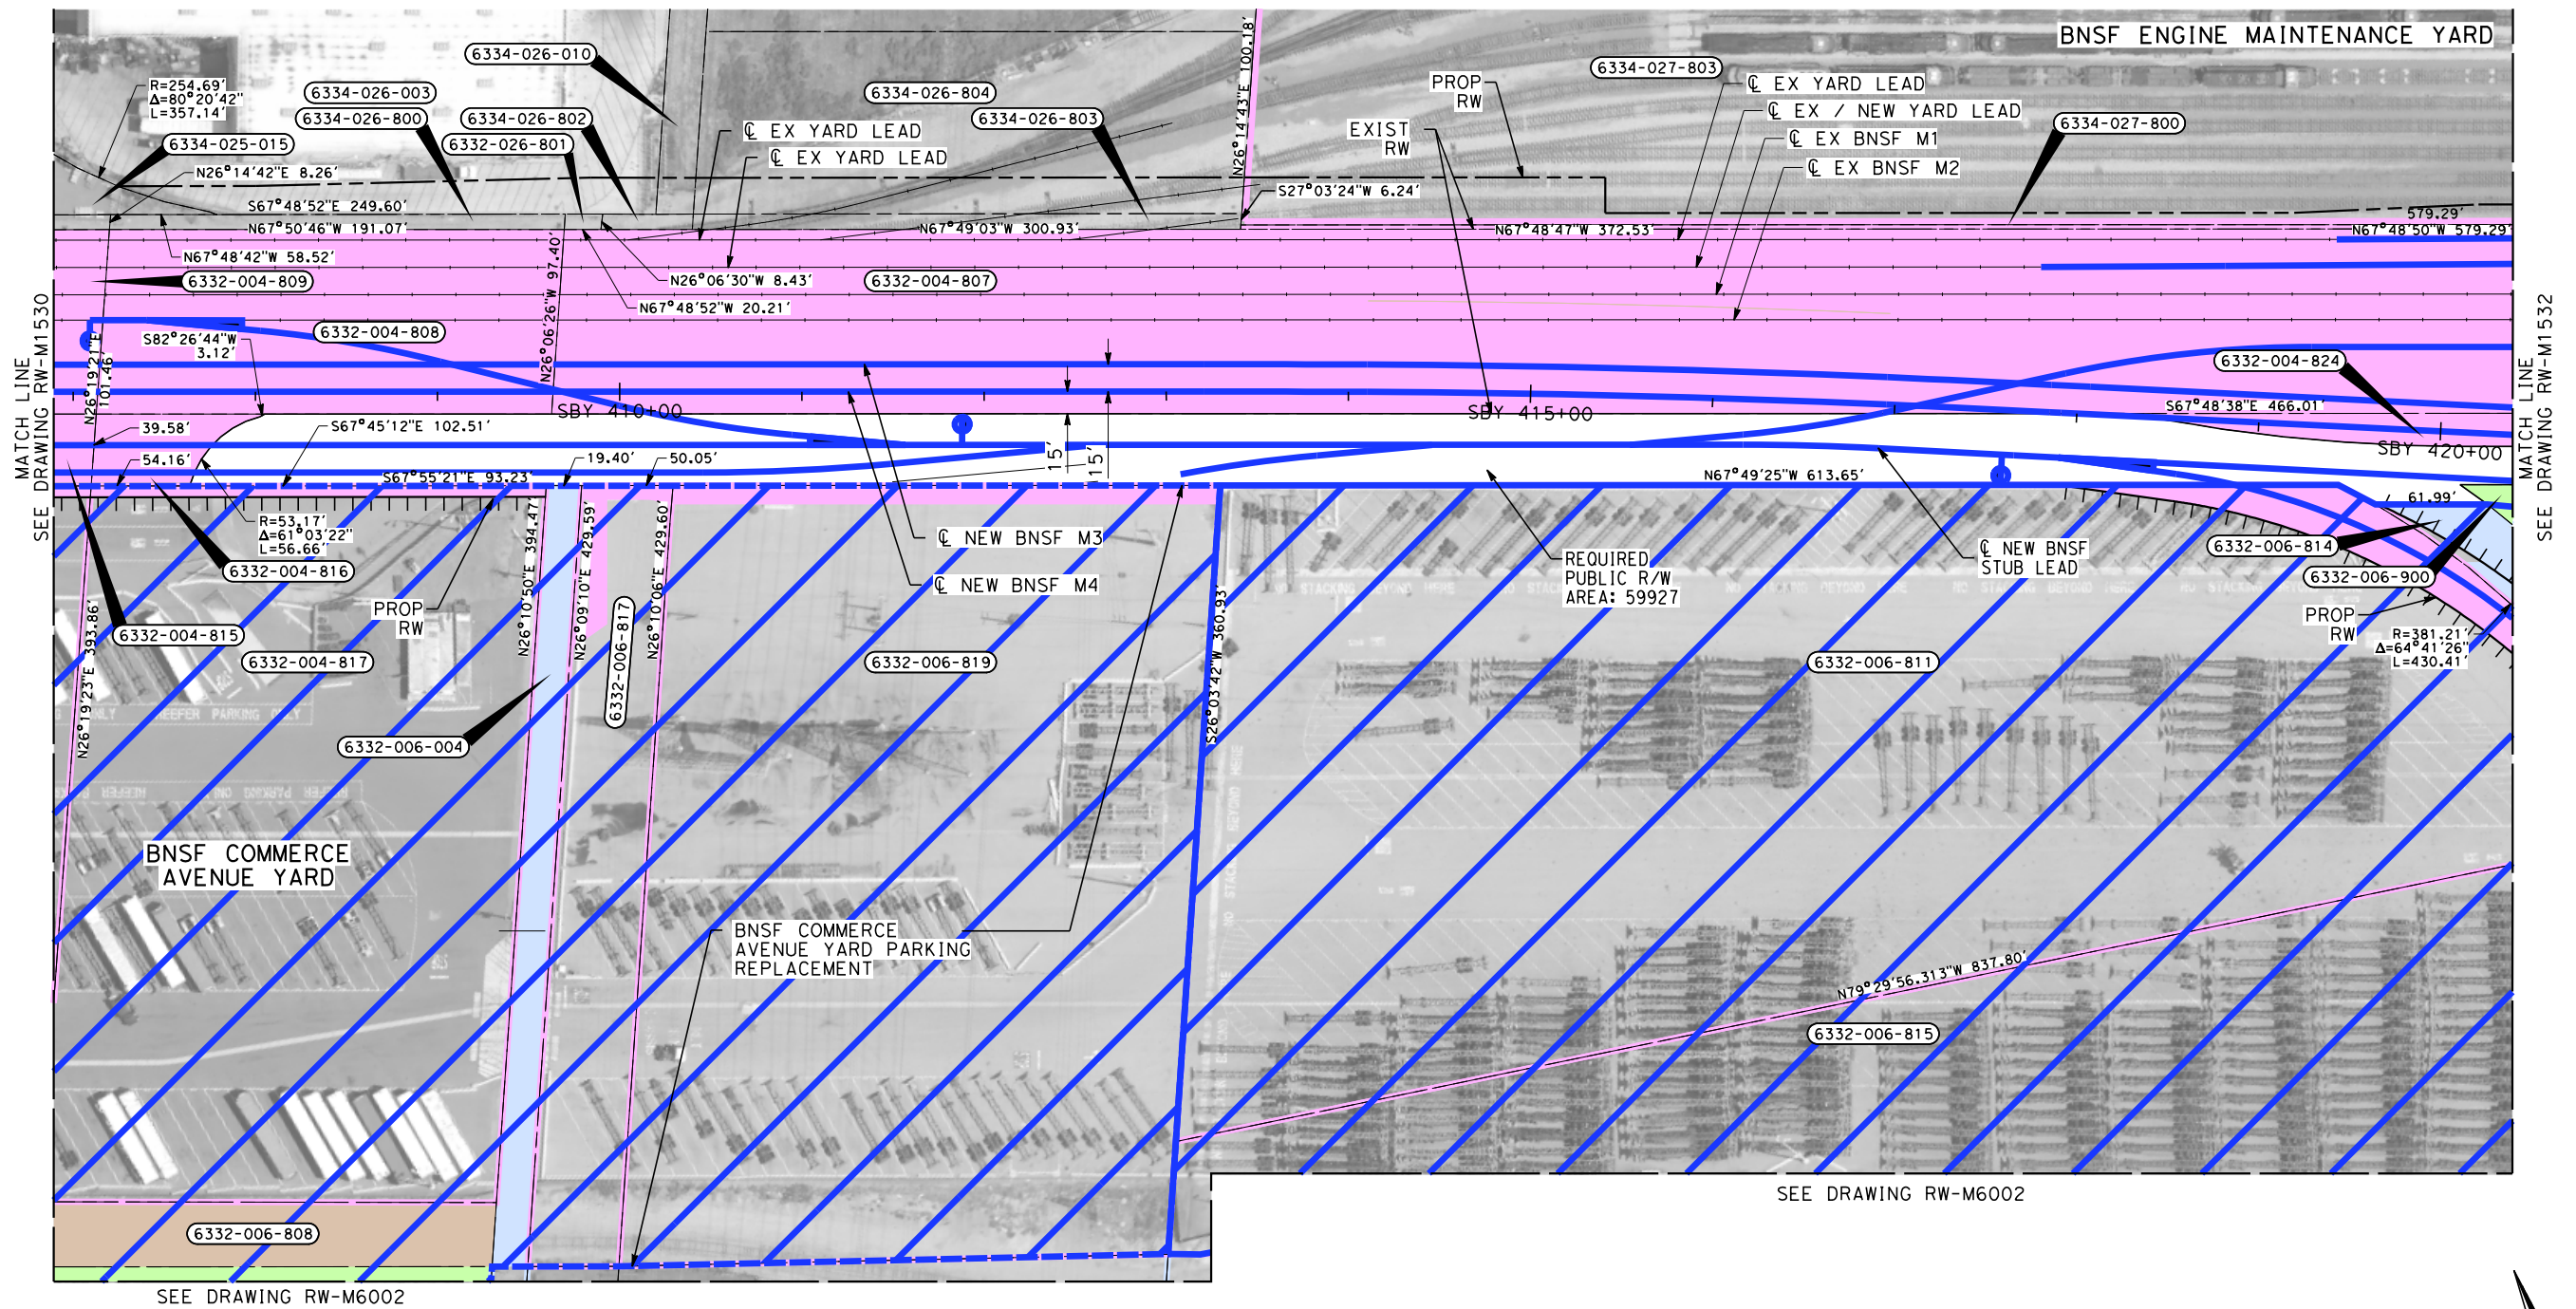 BNSF ENGINE MAINTENANCE YARD
6334-026-010
R=254.69'
Δ=80°20'42"
L=357.14'
6334-026-003
6334-026-800
6334-026-802
6334-025-015
6332-026-801
N26°14'42"E 8.26'
℄ EX YARD LEAD
℄ EX YARD LEAD
6334-026-804
6334-026-803
N26°14'43"E 100.18'
PROP
RW
EXIST
RW
6334-027-803
℄ EX YARD LEAD
℄ EX / NEW YARD LEAD
℄ EX BNSF M1
℄ EX BNSF M2
6334-027-800
S27°03'24"W 6.24'
S67°48'52"E 249.60'
N67°50'46"W 191.07'
N67°49'03"W 300.93'
N67°48'47"W 372.53'
579.29'
N67°48'50"W 579.29'
N67°48'42"W 58.52'
6332-004-809
N26°06'26"W 97.40'
N26°06'30"W 8.43'
6332-004-807
N67°48'52"W 20.21'
MATCH LINE
SEE DRAWING RW-M1530
6332-004-808
S82°26'44"W
3.12'
N26°19'21"E
101.46'
6332-004-824
MATCH LINE
SEE DRAWING RW-M1532
SBY 410+00
SBY 415+00
S67°48'38"E 466.01'
SBY 420+00
39.58'
S67°45'12"E 102.51'
54.16'
19.40'
50.05'
15'
15'
S67°55'21"E 93.23'
N67°49'25"W 613.65'
61.99'
R=53.17'
Δ=61°03'22"
L=56.66'
6332-004-816
N26°10'50"E 394.47'
N26°09'10"E 429.59'
N26°10'06"E 429.60'
℄ NEW BNSF M3
℄ NEW BNSF M4
REQUIRED
PUBLIC R/W
AREA: 59927
℄ NEW BNSF
STUB LEAD
6332-006-814
6332-006-900
PROP
RW
PROP
RW
R=381.21'
Δ=64°41'26"
L=430.41'
6332-004-815
6332-004-817
N26°19'23"E 393.86'
6332-006-817
6332-006-819
S26°03'42"W 360.93'
6332-006-811
REEFER PARKING ONLY
6332-006-004
BNSF COMMERCE
AVENUE YARD
BNSF COMMERCE
AVENUE YARD PARKING
REPLACEMENT
N79°29'56.313"W 837.80'
6332-006-815
SEE DRAWING RW-M6002
6332-006-808
SEE DRAWING RW-M6002